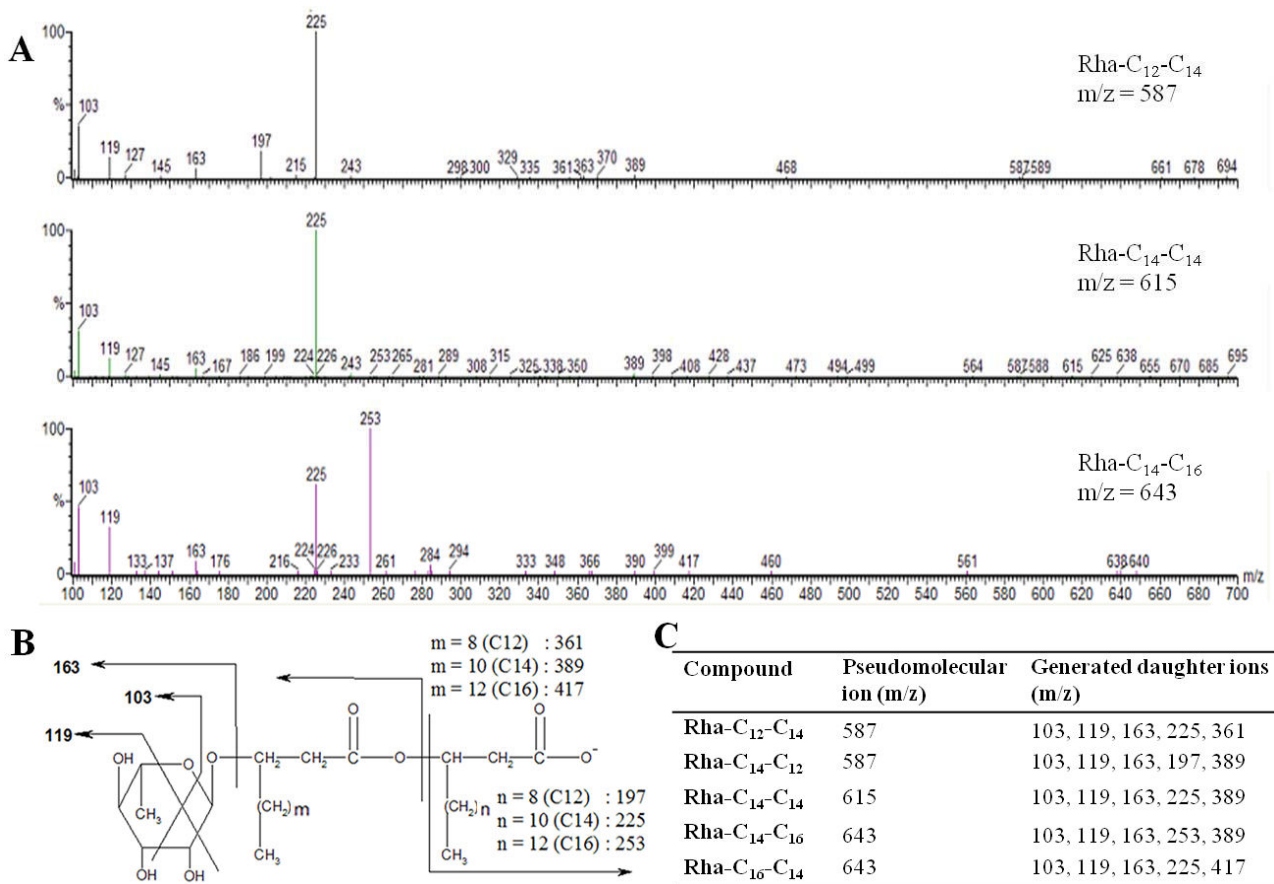 A
100
%
0
103
119
127
145
163
197
215
225
243
298
300
329
335
361
363
370
389
468
587
589
661
678
694
Rha-C12-C14
m/z = 587
100
%
0
103
119
127
145
163
167
186
199
224
225
226
243
253
265
281
289
308
315
325
338
350
389
398
408
428
437
473
494
499
564
587
588
615
625
638
655
670
685
695
Rha-C14-C14
m/z = 615
100
%
0
103
119
133
137
163
176
216
224
225
226
233
253
261
284
294
333
348
366
390
399
417
460
561
638
640
Rha-C14-C16
m/z = 643
m/z
100 120 140 160 180 200 220 240 260 280 300 320 340 360 380 400 420 440 460 480 500 520 540 560 580 600 620 640 660 680 700
B
163
103
119
m = 8 (C12) : 361
m = 10 (C14) : 389
m = 12 (C16) : 417
O
O
OH
O
O
CH2
CH2
C
O
CH2
C
O-
(CH2)m
(CH2)n
CH3
CH3
CH3
OH
OH
OH
n = 8 (C12) : 197
n = 10 (C14) : 225
n = 12 (C16) : 253
C
Compound Pseudomolecular ion (m/z) Generated daughter ions (m/z)
Rha-C12-C14 587 103, 119, 163, 225, 361
Rha-C14-C12 587 103, 119, 163, 197, 389
Rha-C14-C14 615 103, 119, 163, 225, 389
Rha-C14-C16 643 103, 119, 163, 253, 389
Rha-C16-C14 643 103, 119, 163, 225, 417